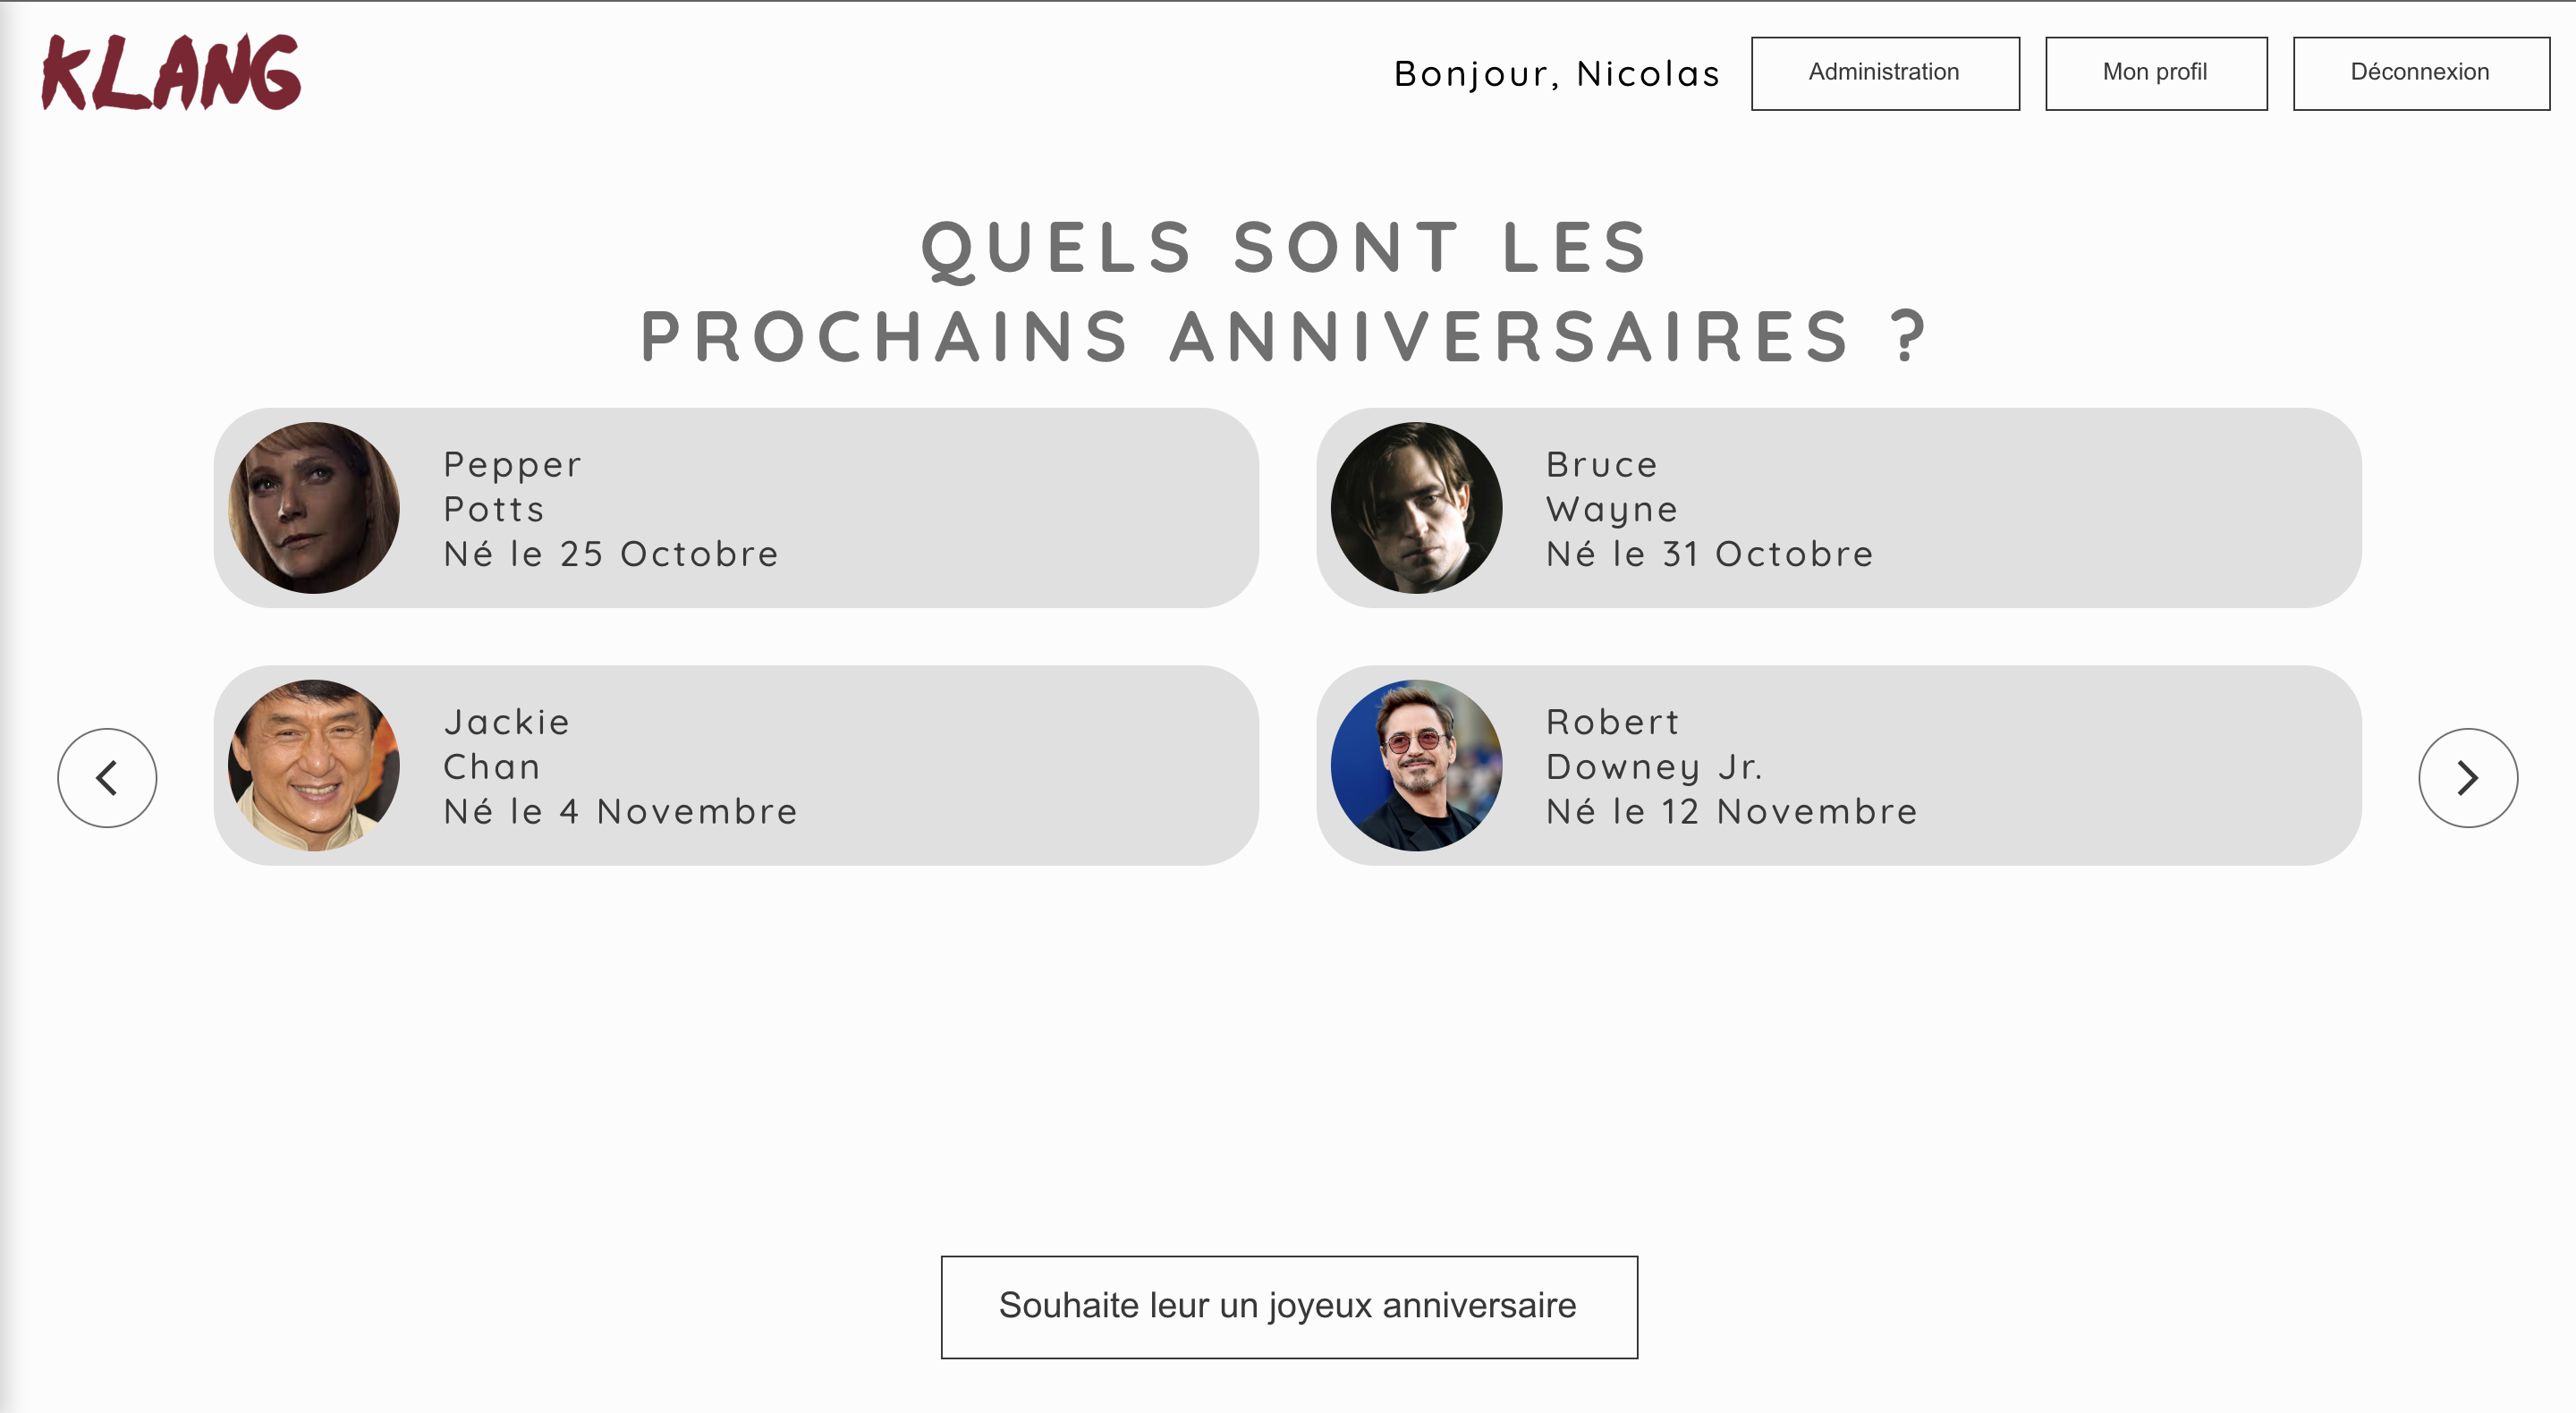 KLANG
Bonjour, Nicolas
Administration
Mon profil
Déconnexion
QUELS SONT LES
PROCHAINS ANNIVERSAIRES ?
Pepper
Potts
Né le 25 Octobre
Bruce
Wayne
Né le 31 Octobre
Jackie
Chan
Né le 4 Novembre
Robert
Downey Jr.
Né le 12 Novembre
Souhaite leur un joyeux anniversaire